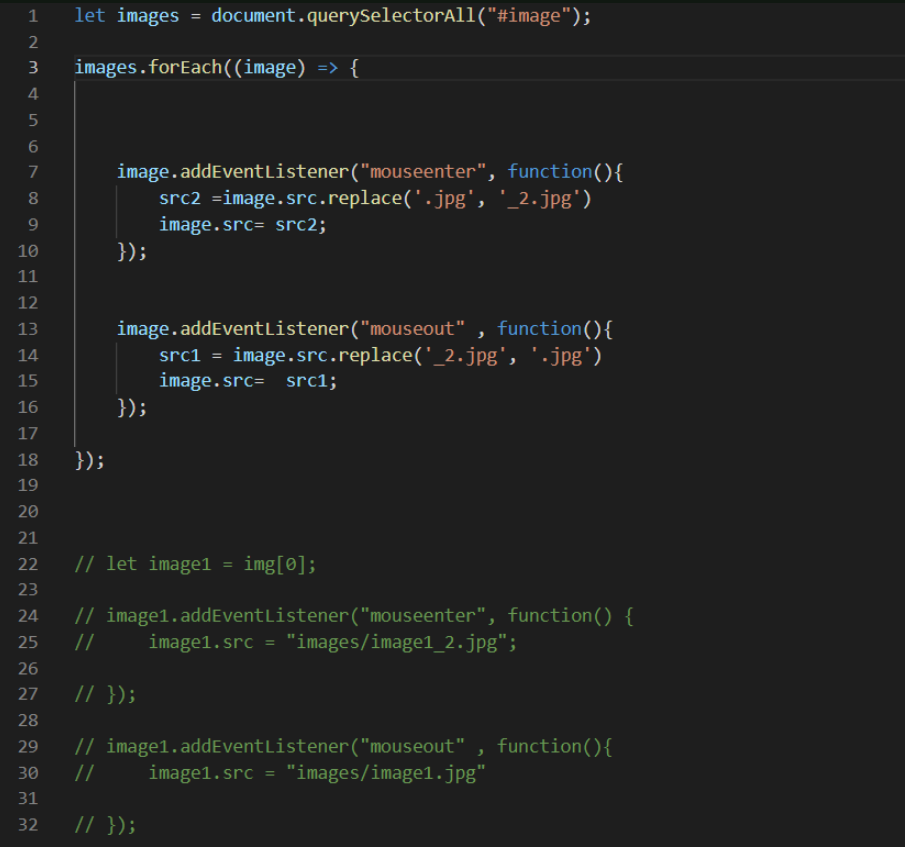 1 let images = document.querySelectorAll("#image");
2
3 images.forEach((image) => {
4
5
6
7     image.addEventListener("mouseenter", function(){
8         src2 =image.src.replace('.jpg', '_2.jpg')
9         image.src= src2;
10     });
11
12
13     image.addEventListener("mouseout" , function(){
14         src1 = image.src.replace('_2.jpg', '.jpg')
15         image.src=  src1;
16     });
17
18 });
19
20
21
22 // let image1 = img[0];
23
24 // image1.addEventListener("mouseenter", function() {
25 //     image1.src = "images/image1_2.jpg";
26
27 // });
28
29 // image1.addEventListener("mouseout" , function(){
30 //     image1.src = "images/image1.jpg"
31
32 // });